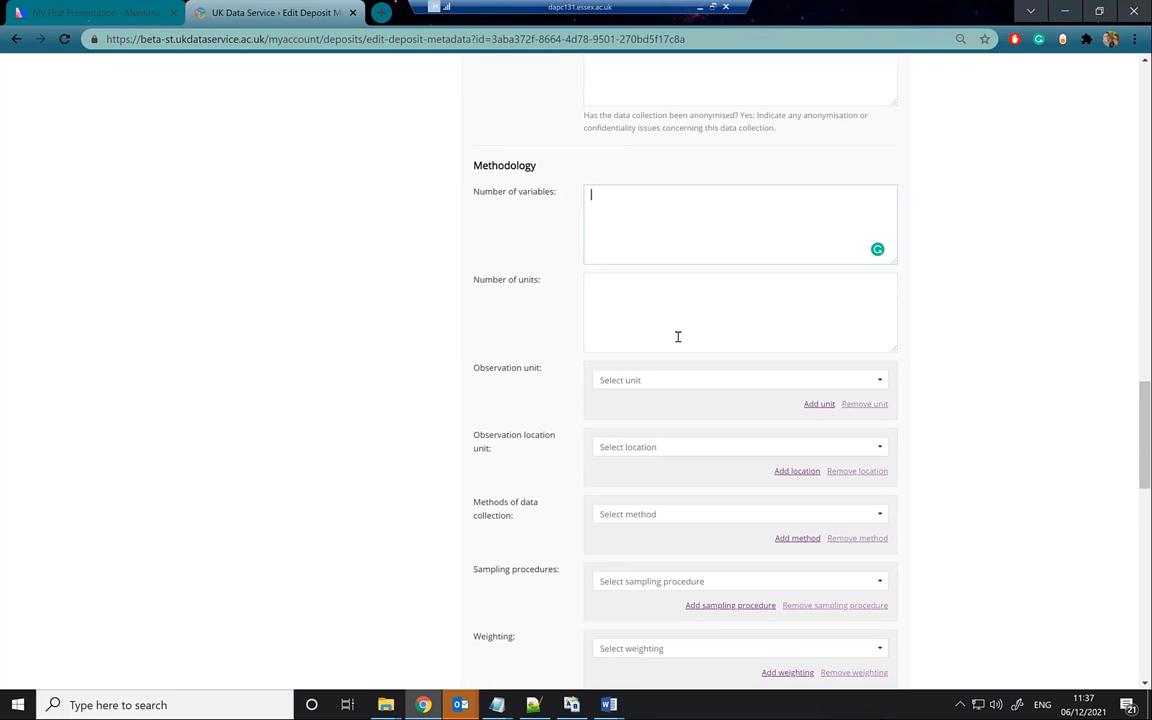 My First Presentation - Mentime
UK Data Service › Edit Deposit M
dapc131.essex.ac.uk
https://beta-st.ukdataservice.ac.uk/myaccount/deposits/edit-deposit-metadata?id=3aba372f-8664-4d78-9501-270bd5f17c8a
Has the data collection been anonymised? Yes: Indicate any anonymisation or
confidentiality issues concerning this data collection.
Methodology
Number of variables:
Number of units:
Observation unit:
Select unit
Add unit Remove unit
Observation location
unit:
Select location
Add location Remove location
Methods of data
collection:
Select method
Add method Remove method
Sampling procedures:
Select sampling procedure
Add sampling procedure Remove sampling procedure
Weighting:
Select weighting
Add weighting Remove weighting
Type here to search
ENG
11:37
06/12/2021
21